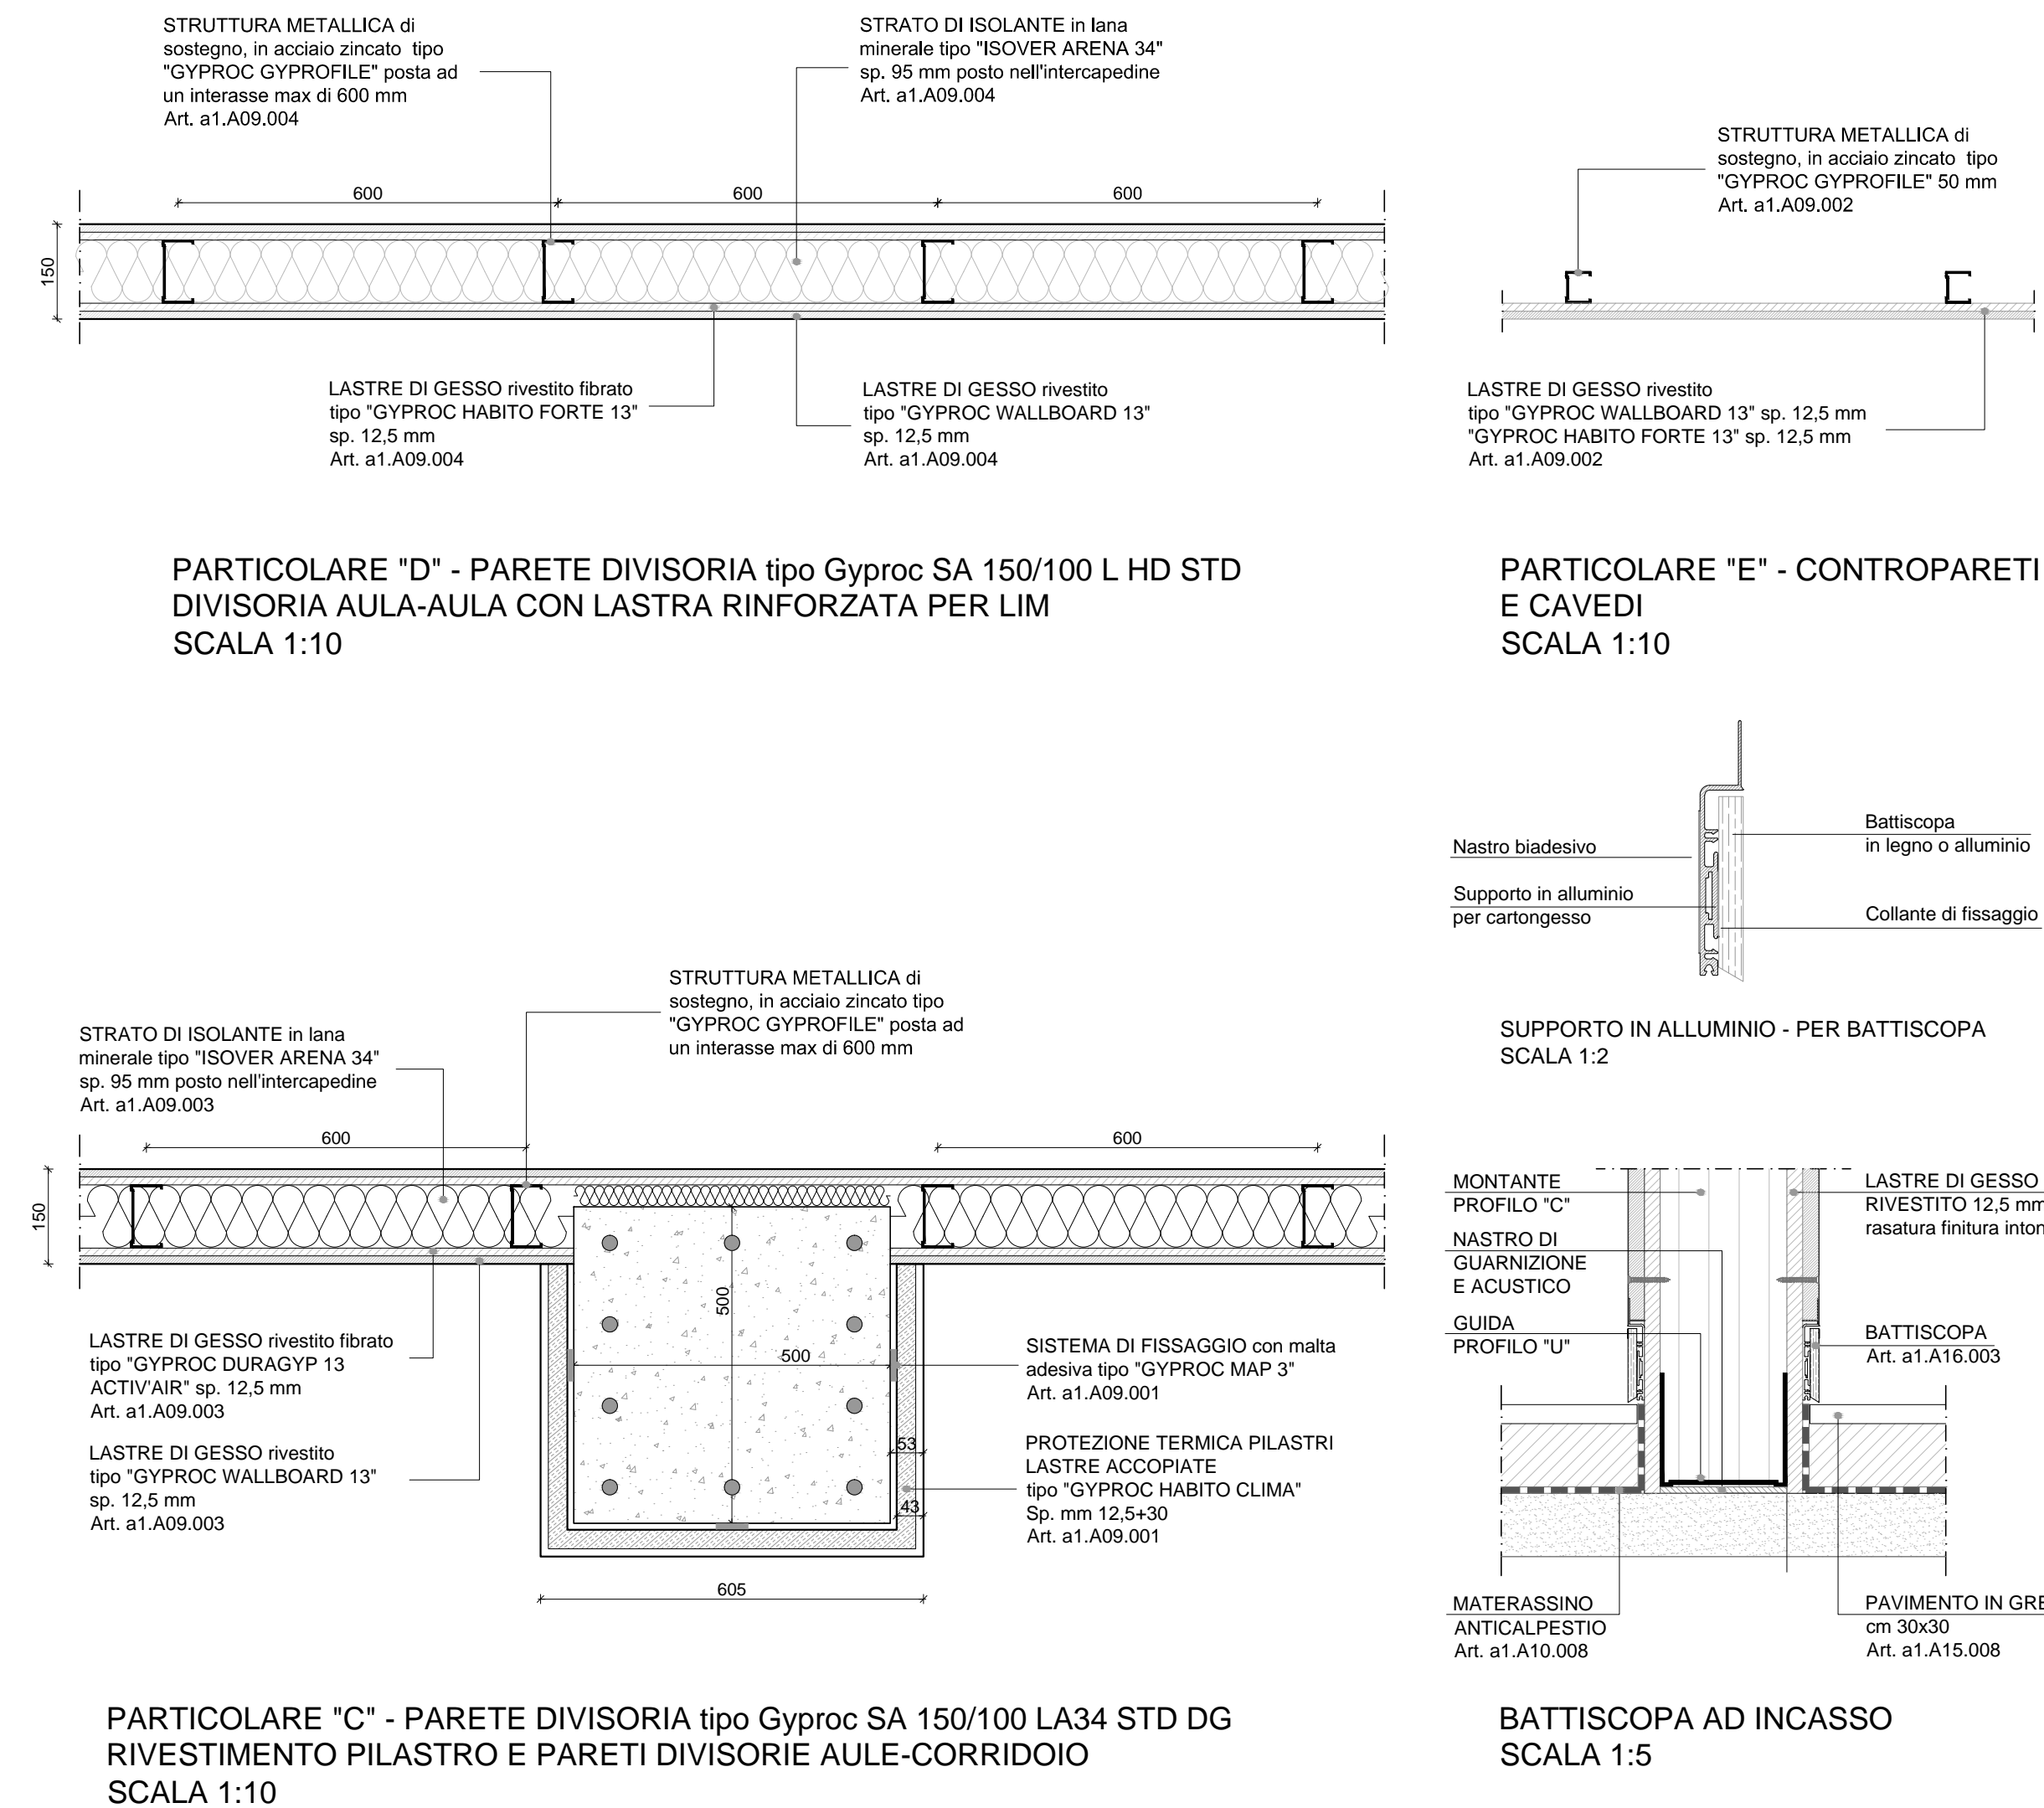 STRUTTURA METALLICA di
sostegno, in acciaio zincato tipo
"GYPROC GYPROFILE" posta ad
un interasse max di 600 mm
Art. a1.A09.004
STRATO DI ISOLANTE in lana
minerale tipo "ISOVER ARENA 34"
sp. 95 mm posto nell'intercapedine
Art. a1.A09.004
600
600
600
150
LASTRE DI GESSO rivestito fibrato
tipo "GYPROC HABITO FORTE 13"
sp. 12,5 mm
Art. a1.A09.004
LASTRE DI GESSO rivestito
tipo "GYPROC WALLBOARD 13"
sp. 12,5 mm
Art. a1.A09.004
PARTICOLARE "D" - PARETE DIVISORIA tipo Gyproc SA 150/100 L HD STD
DIVISORIA AULA-AULA CON LASTRA RINFORZATA PER LIM
SCALA 1:10
STRUTTURA METALLICA di
sostegno, in acciaio zincato tipo
"GYPROC GYPROFILE" 50 mm
Art. a1.A09.002
LASTRE DI GESSO rivestito
tipo "GYPROC WALLBOARD 13" sp. 12,5 mm
"GYPROC HABITO FORTE 13" sp. 12,5 mm
Art. a1.A09.002
PARTICOLARE "E" - CONTROPARETI
E CAVEDI
SCALA 1:10
Nastro biadesivo
Supporto in alluminio
per cartongesso
Battiscopa
in legno o alluminio
Collante di fissaggio
SUPPORTO IN ALLUMINIO - PER BATTISCOPA
SCALA 1:2
STRATO DI ISOLANTE in lana
minerale tipo "ISOVER ARENA 34"
sp. 95 mm posto nell'intercapedine
Art. a1.A09.003
STRUTTURA METALLICA di
sostegno, in acciaio zincato tipo
"GYPROC GYPROFILE" posta ad
un interasse max di 600 mm
600
600
150
500
500
53
43
605
LASTRE DI GESSO rivestito fibrato
tipo "GYPROC DURAGYP 13
ACTIV'AIR" sp. 12,5 mm
Art. a1.A09.003
LASTRE DI GESSO rivestito
tipo "GYPROC WALLBOARD 13"
sp. 12,5 mm
Art. a1.A09.003
SISTEMA DI FISSAGGIO con malta
adesiva tipo "GYPROC MAP 3"
Art. a1.A09.001
PROTEZIONE TERMICA PILASTRI
LASTRE ACCOPIATE
tipo "GYPROC HABITO CLIMA"
Sp. mm 12,5+30
Art. a1.A09.001
PARTICOLARE "C" - PARETE DIVISORIA tipo Gyproc SA 150/100 LA34 STD DG
RIVESTIMENTO PILASTRO E PARETI DIVISORIE AULE-CORRIDOIO
SCALA 1:10
MONTANTE
PROFILO "C"
NASTRO DI
GUARNIZIONE
E ACUSTICO
GUIDA
PROFILO "U"
MATERASSINO
ANTICALPESTIO
Art. a1.A10.008
LASTRE DI GESSO
RIVESTITO 12,5 mm
rasatura finitura inton
BATTISCOPA
Art. a1.A16.003
PAVIMENTO IN GRE
cm 30x30
Art. a1.A15.008
BATTISCOPA AD INCASSO
SCALA 1:5